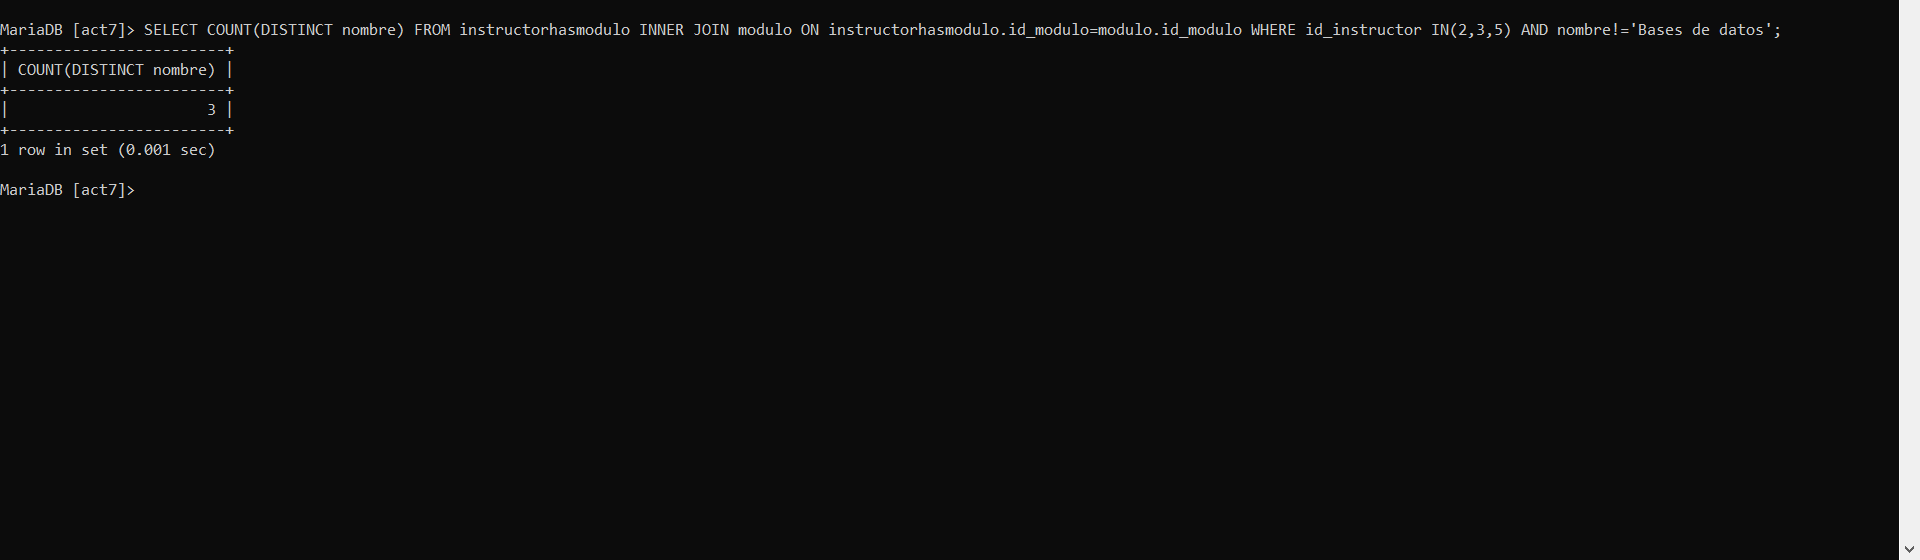 MariaDB [act7]> SELECT COUNT(DISTINCT nombre) FROM instructorhasmodulo INNER JOIN modulo ON instructorhasmodulo.id_modulo=modulo.id_modulo WHERE id_instructor IN(2,3,5) AND nombre!='Bases de datos';
+------------------------+
| COUNT(DISTINCT nombre) |
+------------------------+
|                      3 |
+------------------------+
1 row in set (0.001 sec)
MariaDB [act7]>